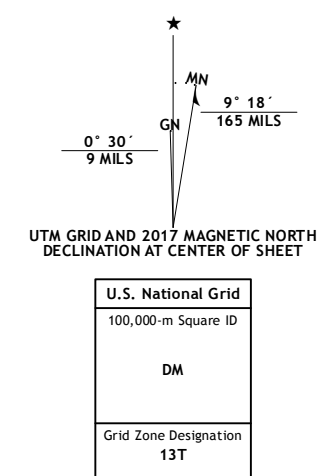 ★
MN
9° 18´
165 MILS
GN
0° 30´
9 MILS
UTM GRID AND 2017 MAGNETIC NORTH
DECLINATION AT CENTER OF SHEET
U.S. National Grid
100,000-m Square ID
DM
Grid Zone Designation
13T